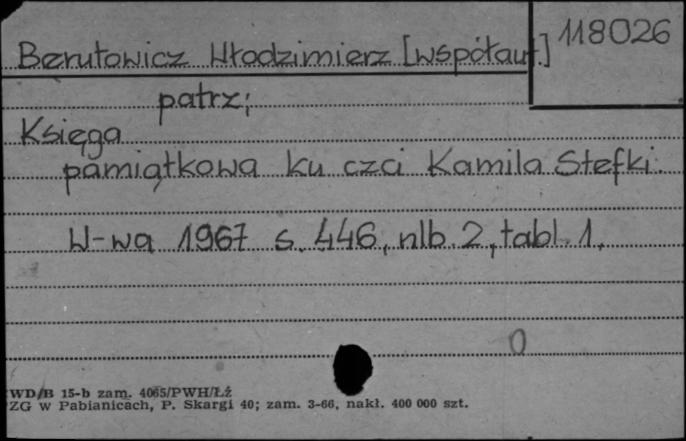 118026
Berutowicz Włodzimierz [współaut.]
patrz;
Księga
pamiątkowa ku czci Kamila Stefki.
W-wa 1967 s. 446, nlb. 2, tabl. 1.
0
WD/B 15-b zam. 4065/PWH/Łź
ZG w Pabianicach, P. Skargi 40; zam. 3-66, nakł. 400 000 szt.